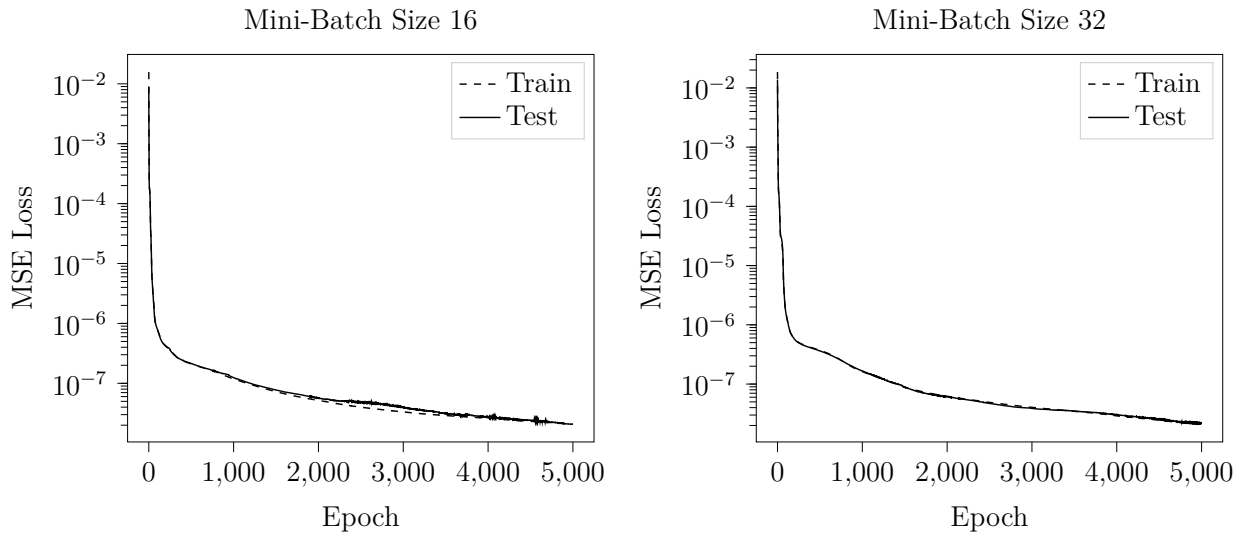 Mini-Batch Size 16
MSE Loss
10⁻²
10⁻³
10⁻⁴
10⁻⁵
10⁻⁶
10⁻⁷
Train
Test
0 1,000 2,000 3,000 4,000 5,000
Epoch
Mini-Batch Size 32
MSE Loss
10⁻²
10⁻³
10⁻⁴
10⁻⁵
10⁻⁶
10⁻⁷
Train
Test
0 1,000 2,000 3,000 4,000 5,000
Epoch